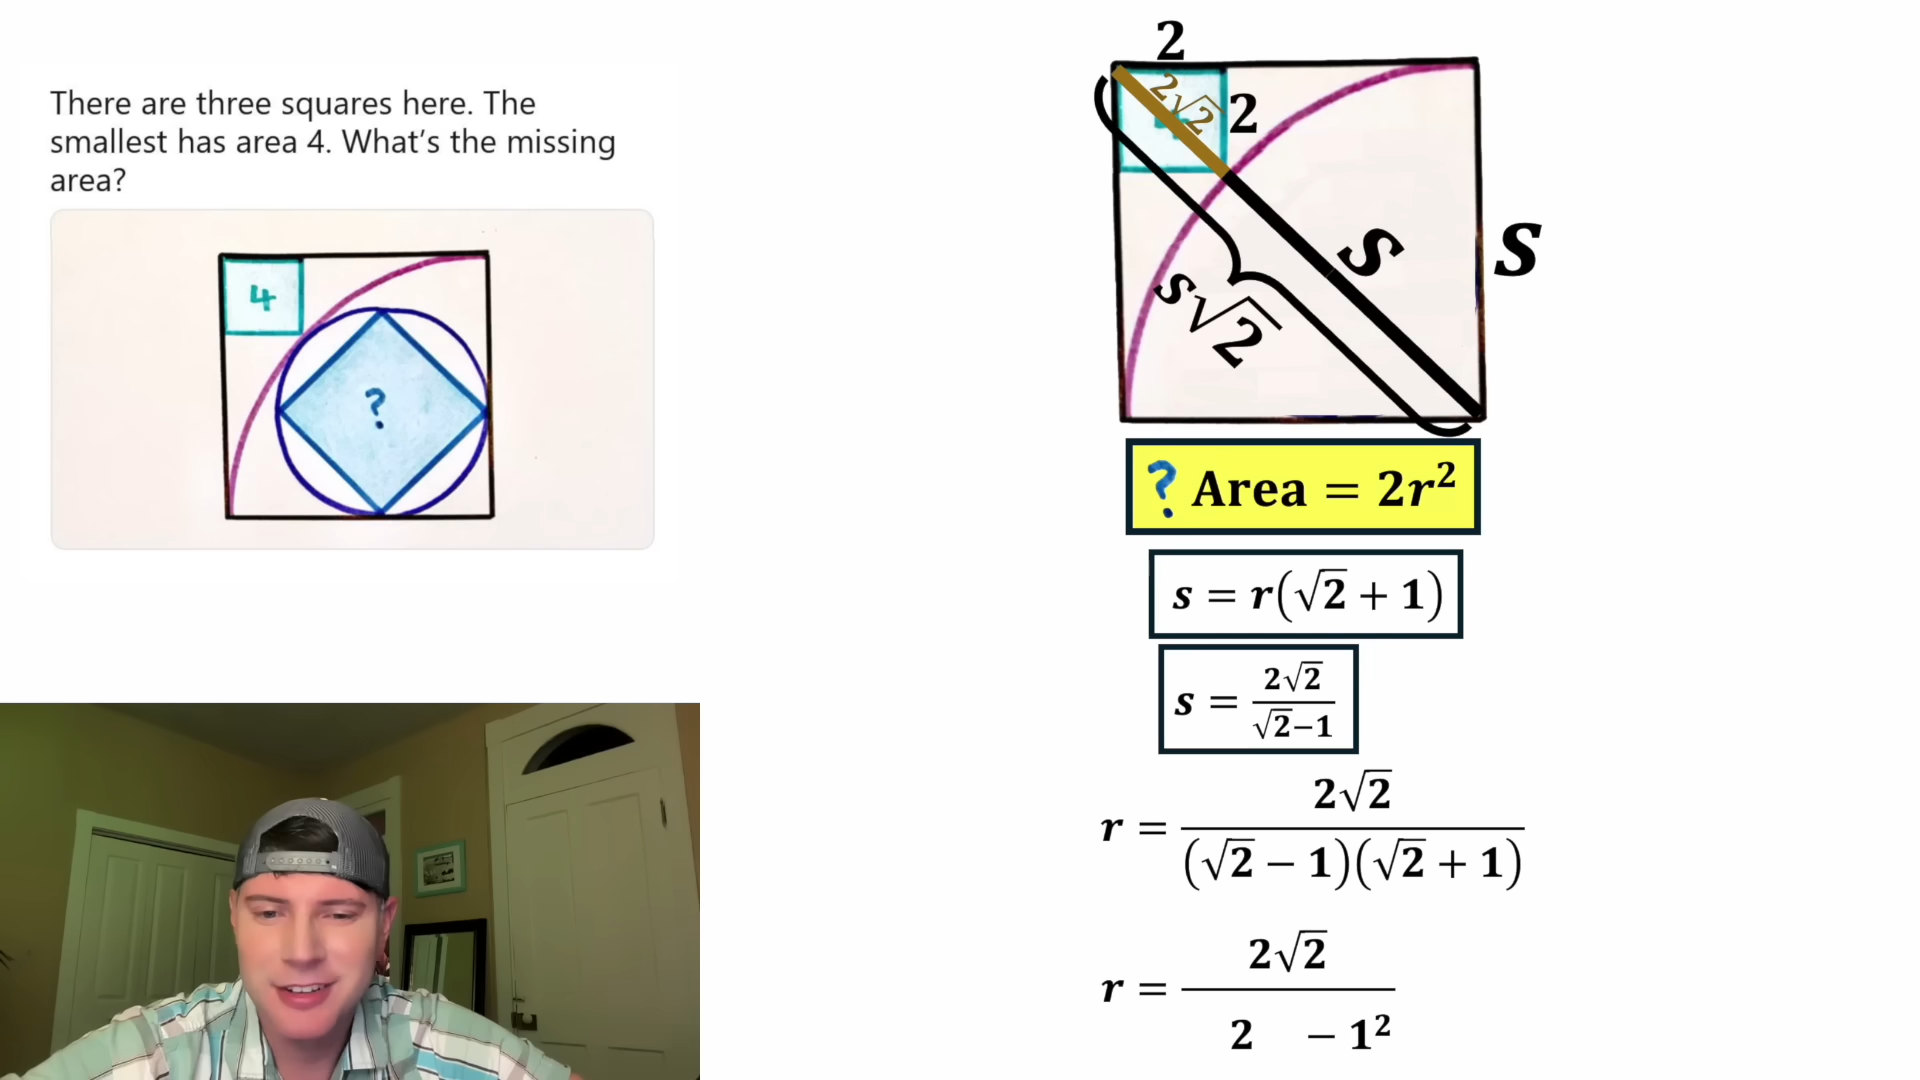 There are three squares here. The
smallest has area 4. What's the missing
area?
4
?
2
2√2
2
s
s
s√2
? Area = 2r²
s = r(√2 + 1)
s = 2√2 / √2−1
r = 2√2 / (√2 − 1)(√2 + 1)
r = 2√2 / 2 − 1²